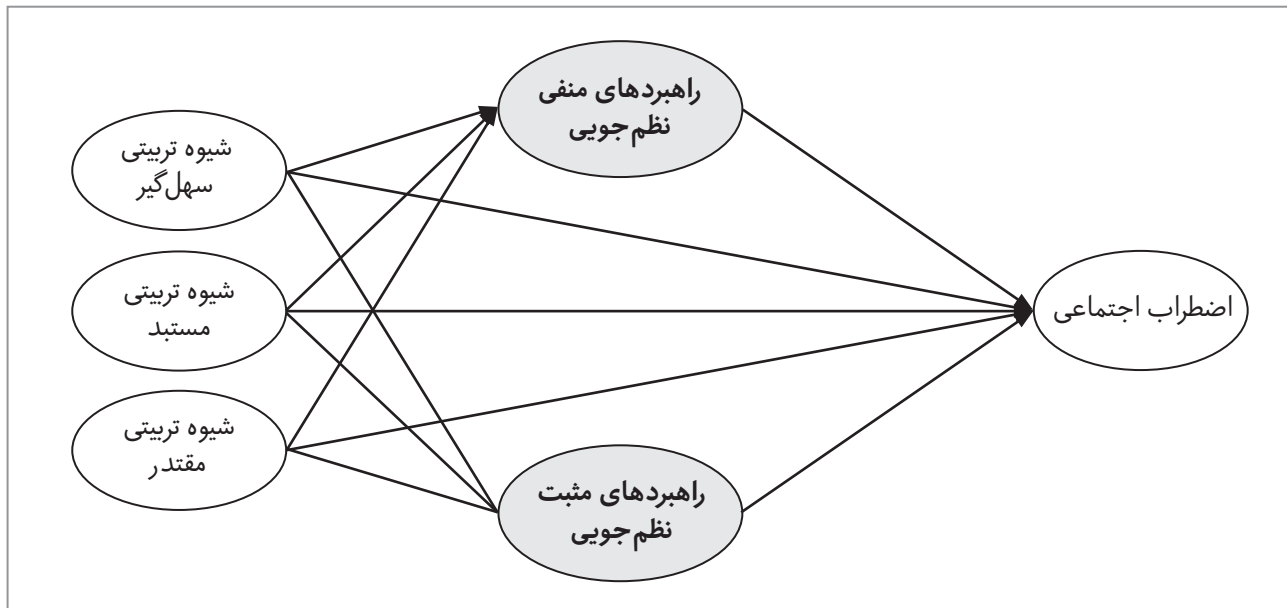 راهبردهای منفی
نظم‌جویی
شیوه تربیتی
سهل‌گیر
شیوه تربیتی
مستبد
اضطراب اجتماعی
شیوه تربیتی
مقتدر
راهبردهای مثبت
نظم‌جویی